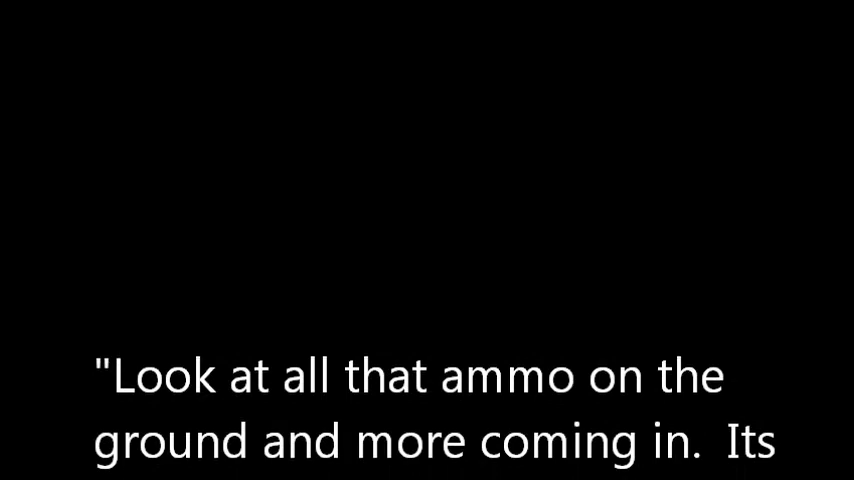 "Look at all that ammo on the
ground and more coming in.  Its